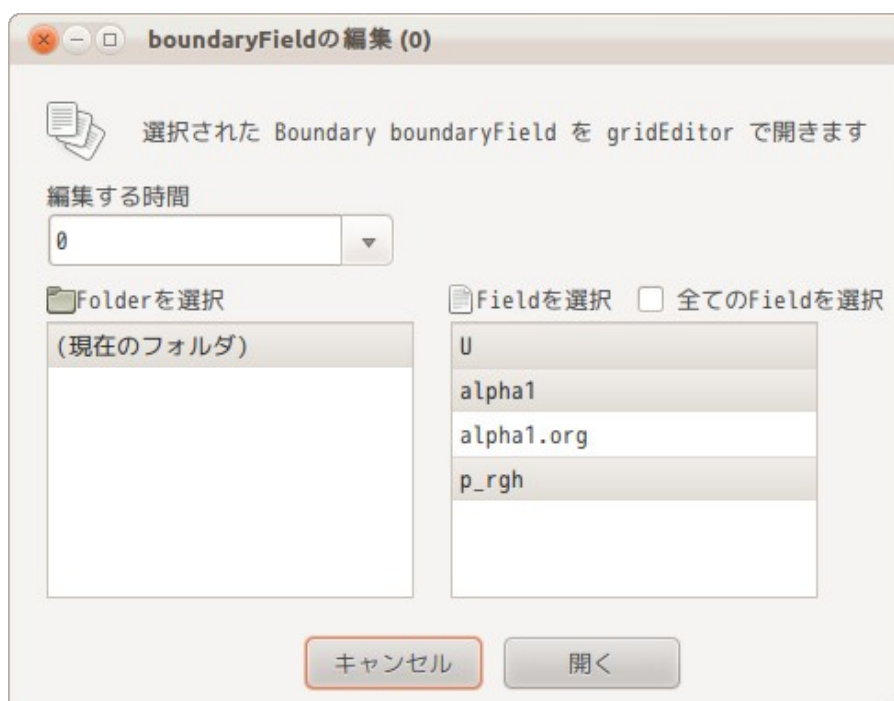 boundaryFieldの編集 (0)
選択された Boundary boundaryField を gridEditor で開きます
編集する時間
0
Folderを選択
(現在のフォルダ)
Fieldを選択 全てのFieldを選択
U
alpha1
alpha1.org
p_rgh
キャンセル 開く